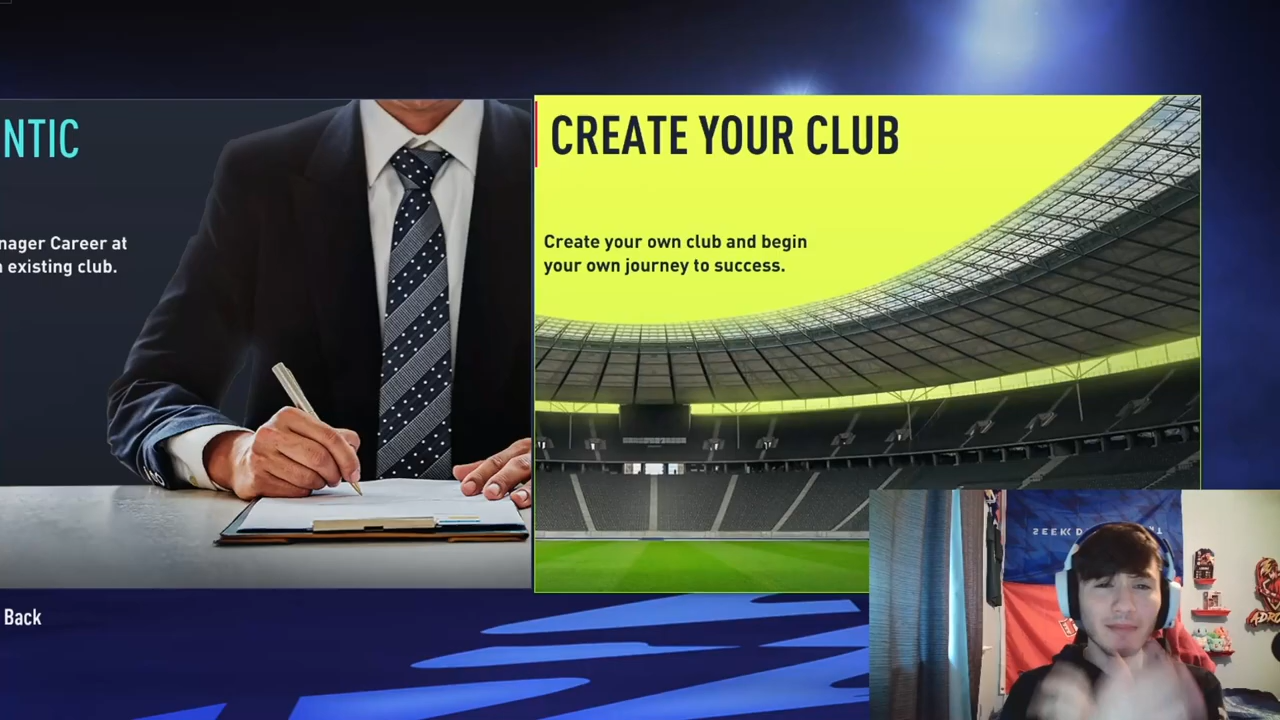 NTIC
nager Career at
existing club.
CREATE YOUR CLUB
Create your own club and begin
your own journey to success.
Back